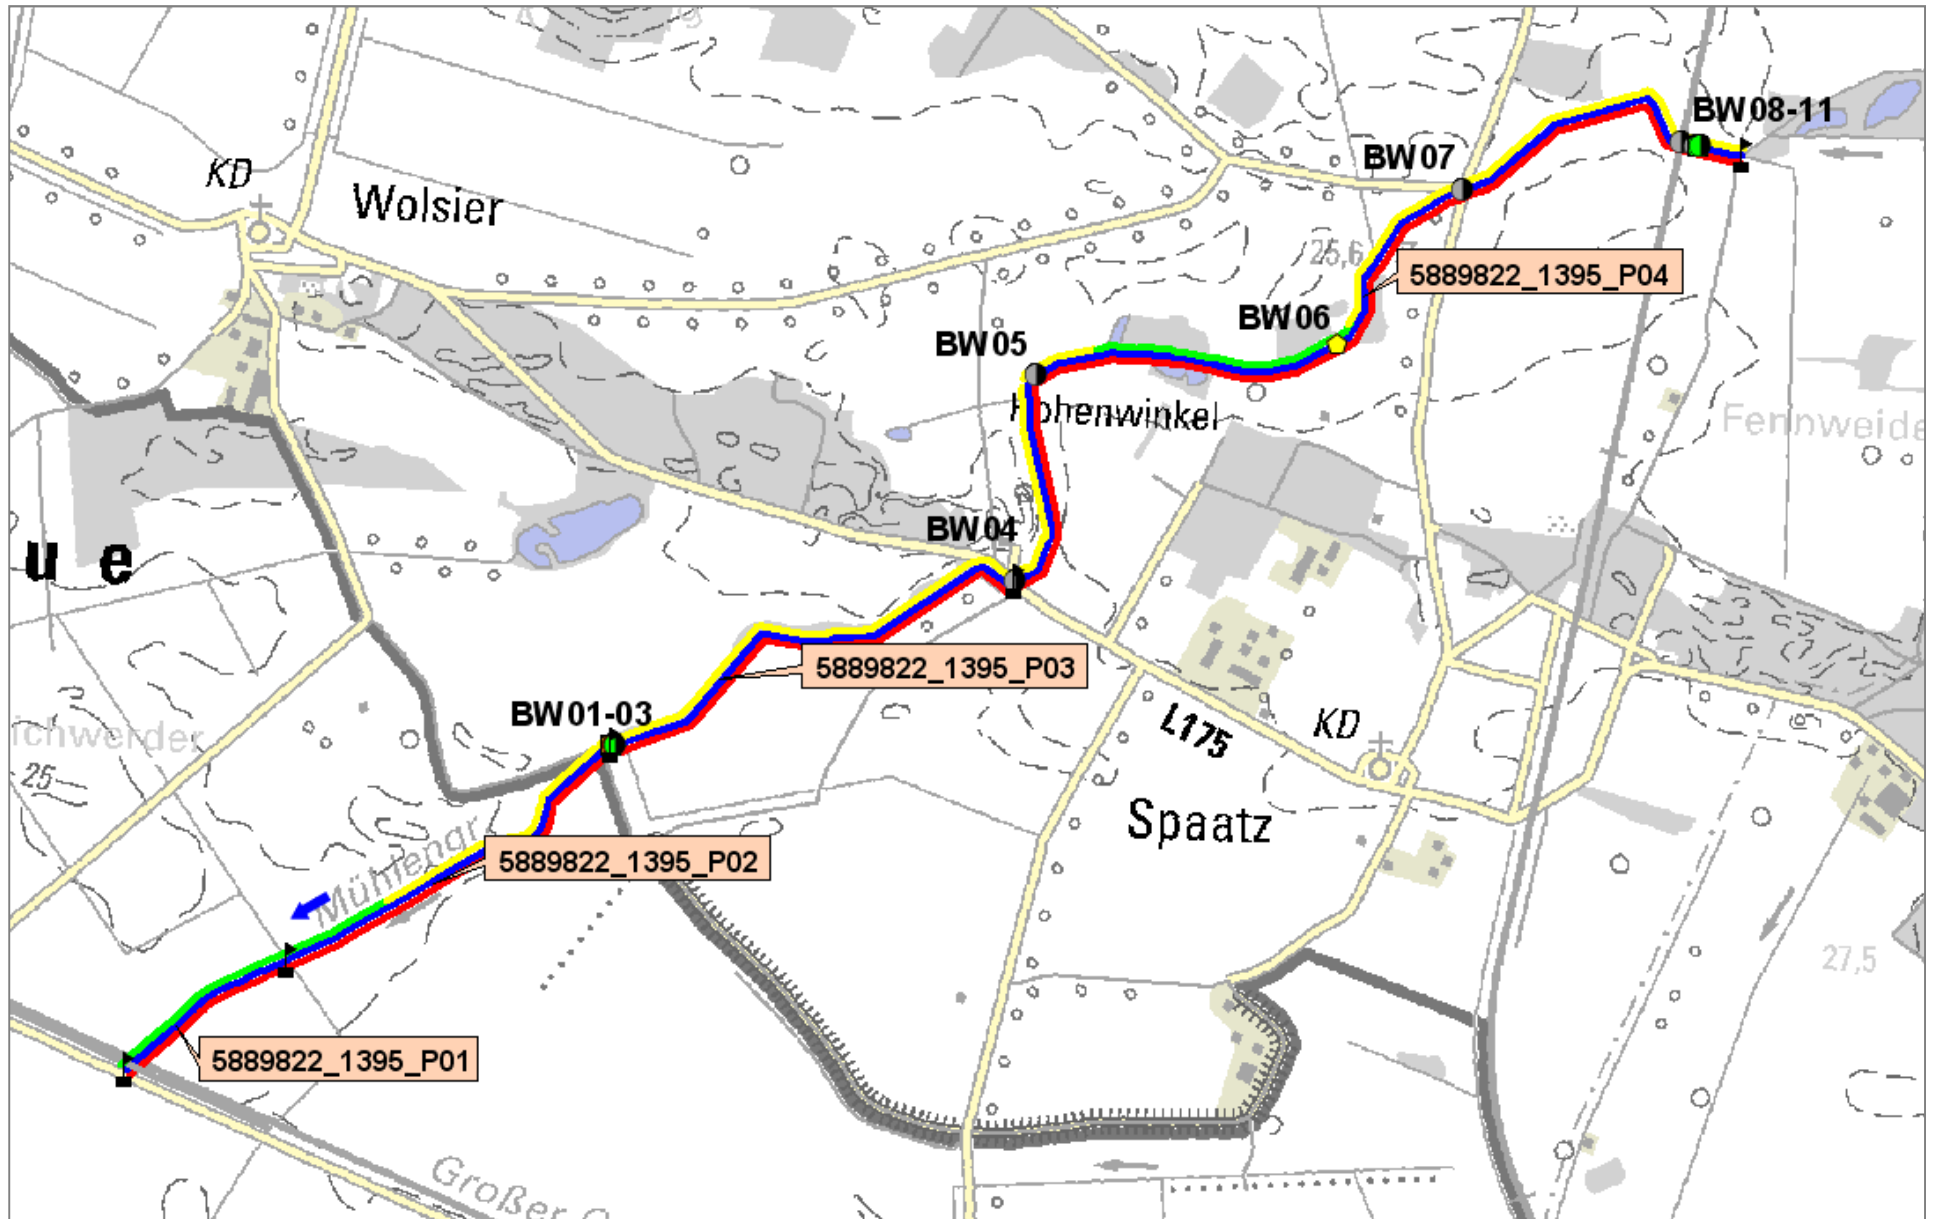 BW08-11
KD
BW07
Wolsier
25,6
5889822_1395_P04
BW06
BW05
Hohenwinkel
Fennweide
BW04
u e
5889822_1395_P03
BW01-03
L175
KD
25
Spaatz
Mühlengr.
5889822_1395_P02
27,5
5889822_1395_P01
Großer